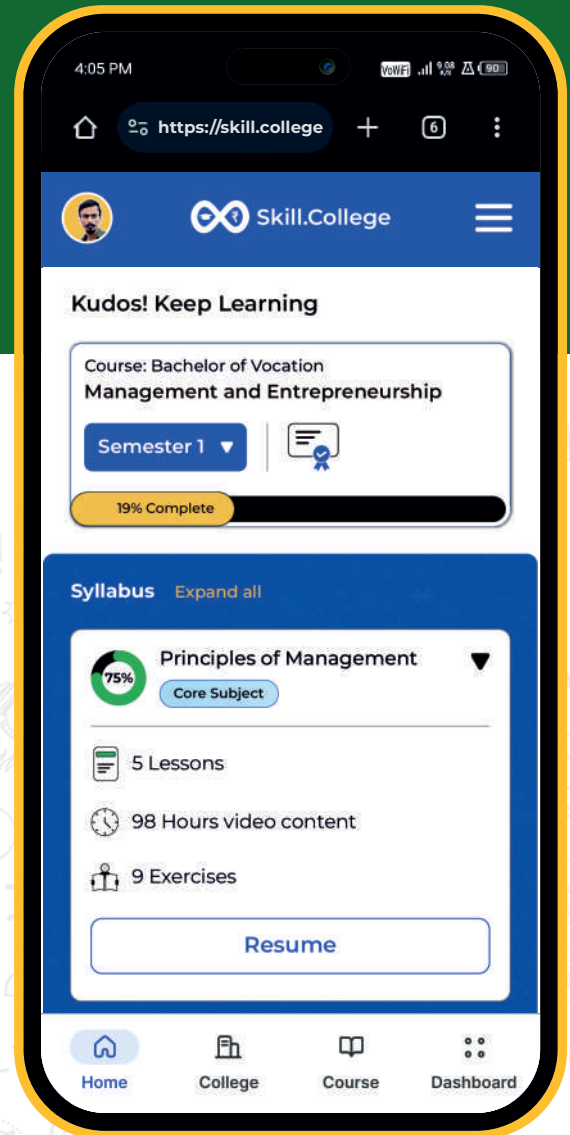 4:05 PM
VoWiFi 9.08 90
https://skill.college
6
Skill.College
Kudos! Keep Learning
Course: Bachelor of Vocation
Management and Entrepreneurship
Semester 1
19% Complete
Syllabus Expand all
75%
Principles of Management
Core Subject
5 Lessons
98 Hours video content
9 Exercises
Resume
Home College Course Dashboard